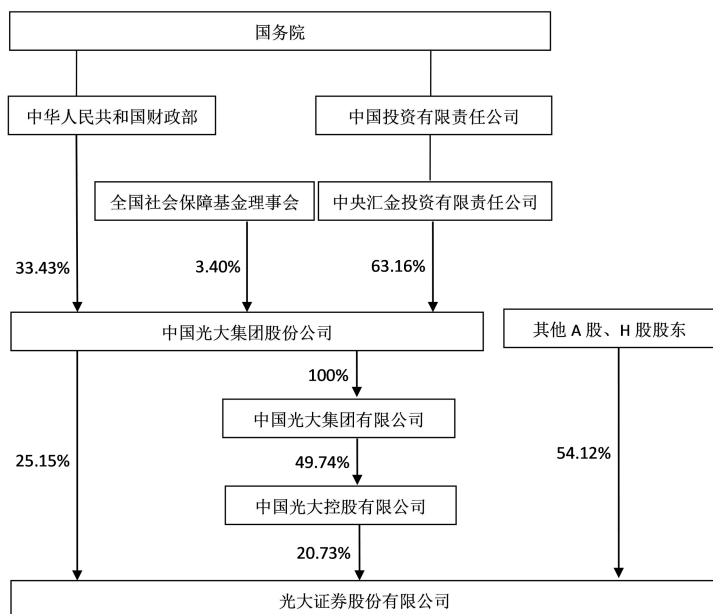 国务院
中华人民共和国财政部
中国投资有限责任公司
全国社会保障基金理事会
中央汇金投资有限责任公司
33.43%
3.40%
63.16%
中国光大集团股份公司
其他 A 股、H 股股东
100%
中国光大集团有限公司
25.15%
49.74%
54.12%
中国光大控股有限公司
20.73%
光大证券股份有限公司